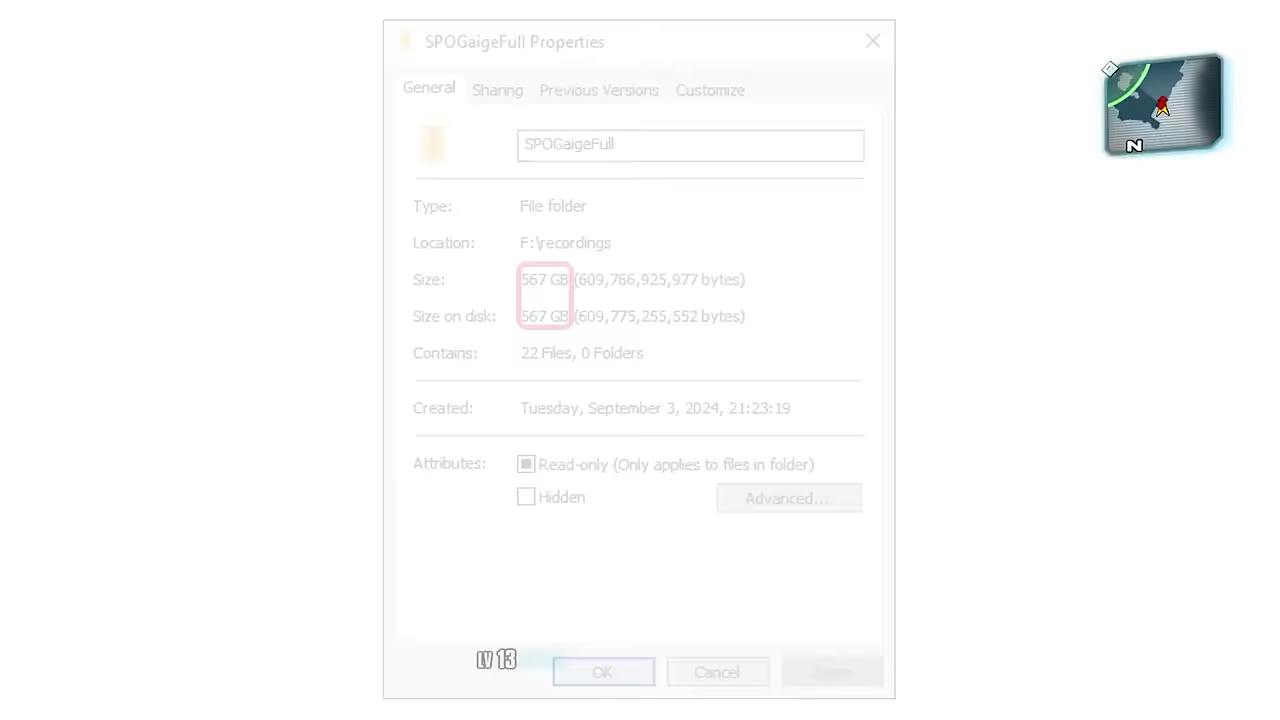 SPOGaigeFull Properties
General Sharing Previous Versions Customize
SPOGaigeFull
Type: File folder
Location: F:\recordings
Size: 567 GB (609,766,925,977 bytes)
Size on disk: 567 GB (609,775,255,552 bytes)
Contains: 22 Files, 0 Folders
Created: Tuesday, September 3, 2024, 21:23:19
Attributes: Read-only (Only applies to files in folder)
Hidden Advanced...
LV 13
OK Cancel
N